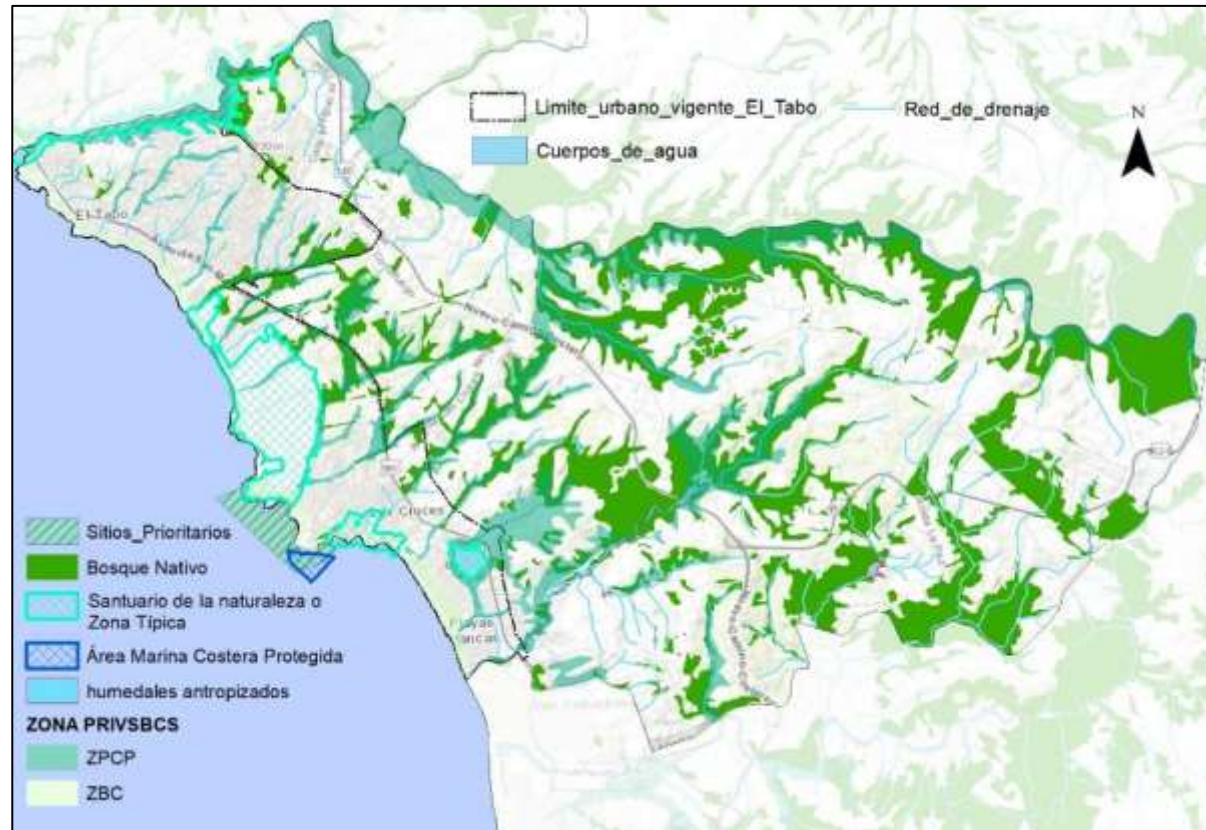 Limite_urbano_vigente_El_Tabo
Red_de_drenaje
N
Cuerpos_de_agua
El Tabo
Cruces
Playas
Sitios_Prioritarios
Bosque Nativo
Santuario de la naturaleza o
Zona Típica
Área Marina Costera Protegida
humedales antropizados
ZONA PRIVSBCS
ZPCP
ZBC